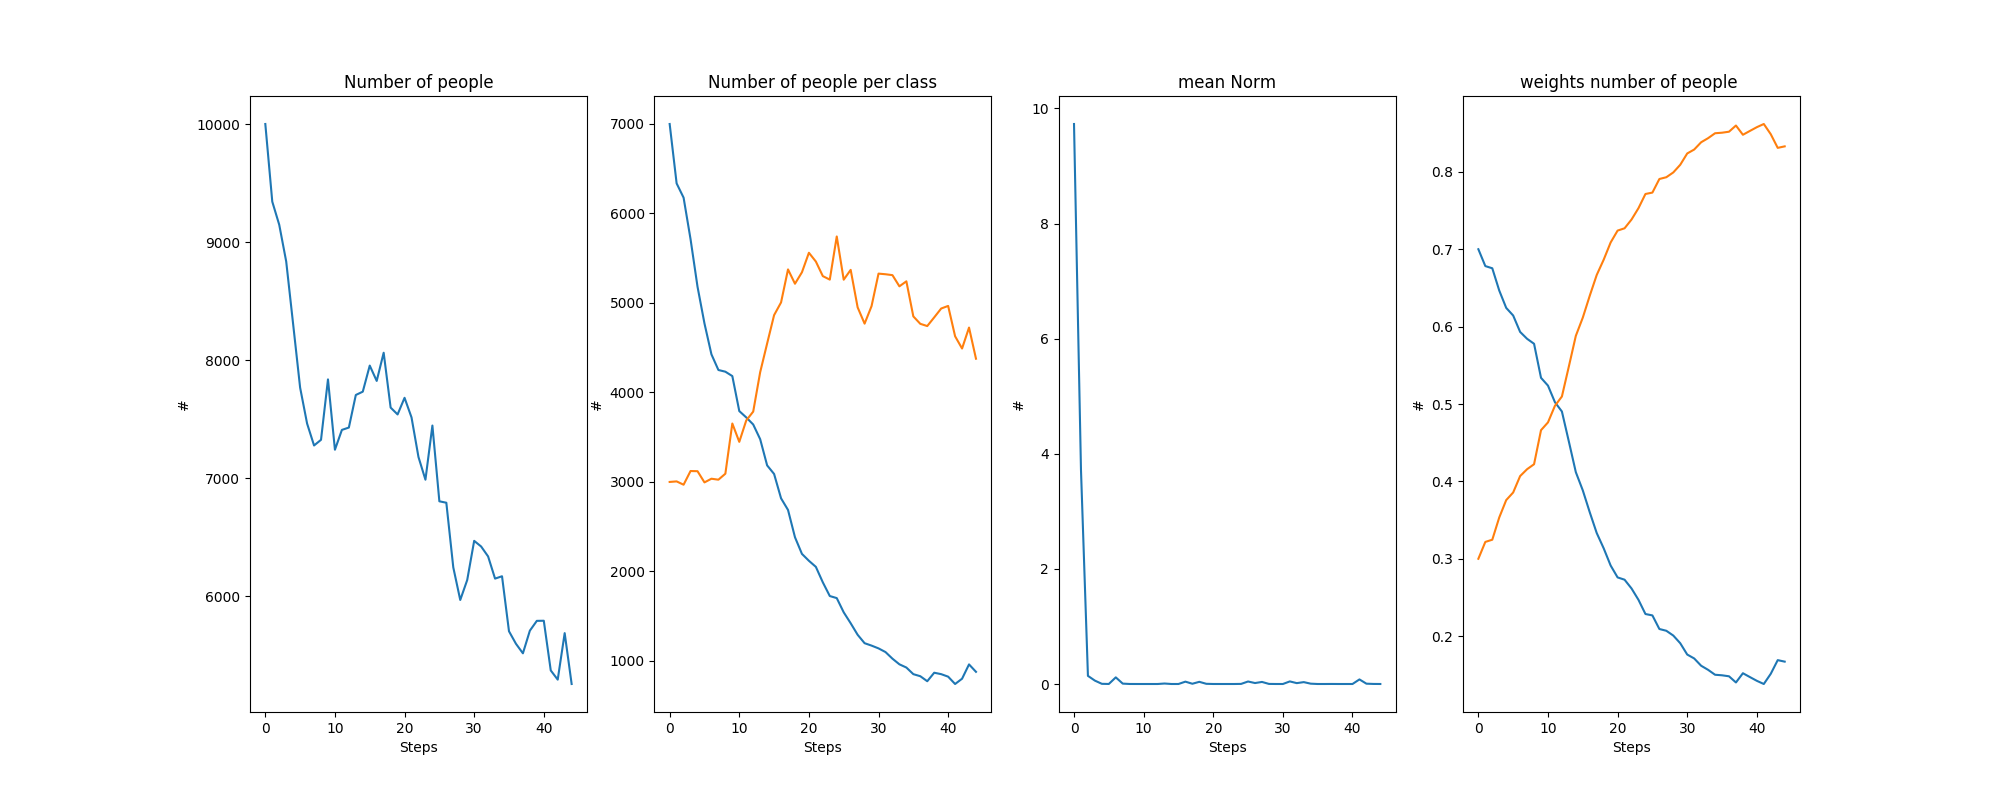 Number of people
10000
9000
8000
7000
6000
#
0 10 20 30 40
Steps
Number of people per class
7000
6000
5000
4000
3000
2000
1000
#
0 10 20 30 40
Steps
mean Norm
10
8
6
4
2
0
#
0 10 20 30 40
Steps
weights number of people
0.8
0.7
0.6
0.5
0.4
0.3
0.2
#
0 10 20 30 40
Steps